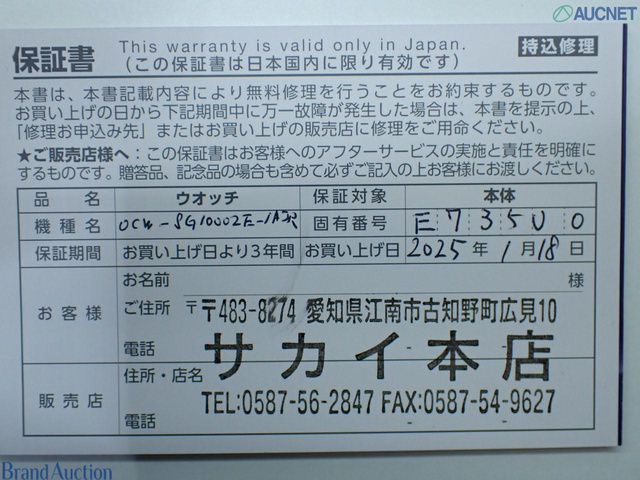 AUCNET
保証書 This warranty is valid only in Japan. 持込修理
(この保証書は日本国内に限り有効です)
本書は、本書記載内容により無料修理を行うことをお約束するものです。
お買い上げの日から下記期間中に万一故障が発生した場合は、本書を提示の上、
「修理お申込み先」またはお買い上げの販売店に修理をご用命ください。
★ご販売店様へ：この保証書はお客様へのアフターサービスの実施と責任を明確に
するものです。贈答品、記念品の場合も含めて必ずご記入の上お客様にお渡しください。
品名 ウオッチ 保証対象 本体
機種名 OCW-SG1000ZE-1AJR 固有番号 E735U0
保証期間 お買い上げ日より3年間 お買い上げ日 2025年1月18日
お客様 お名前 様
ご住所 〒〒483-8274 愛知県江南市古知野町広見10
電話 サカイ本店
販売店 住所・店名
TEL:0587-56-2847 FAX:0587-54-9627
電話
Brand Auction